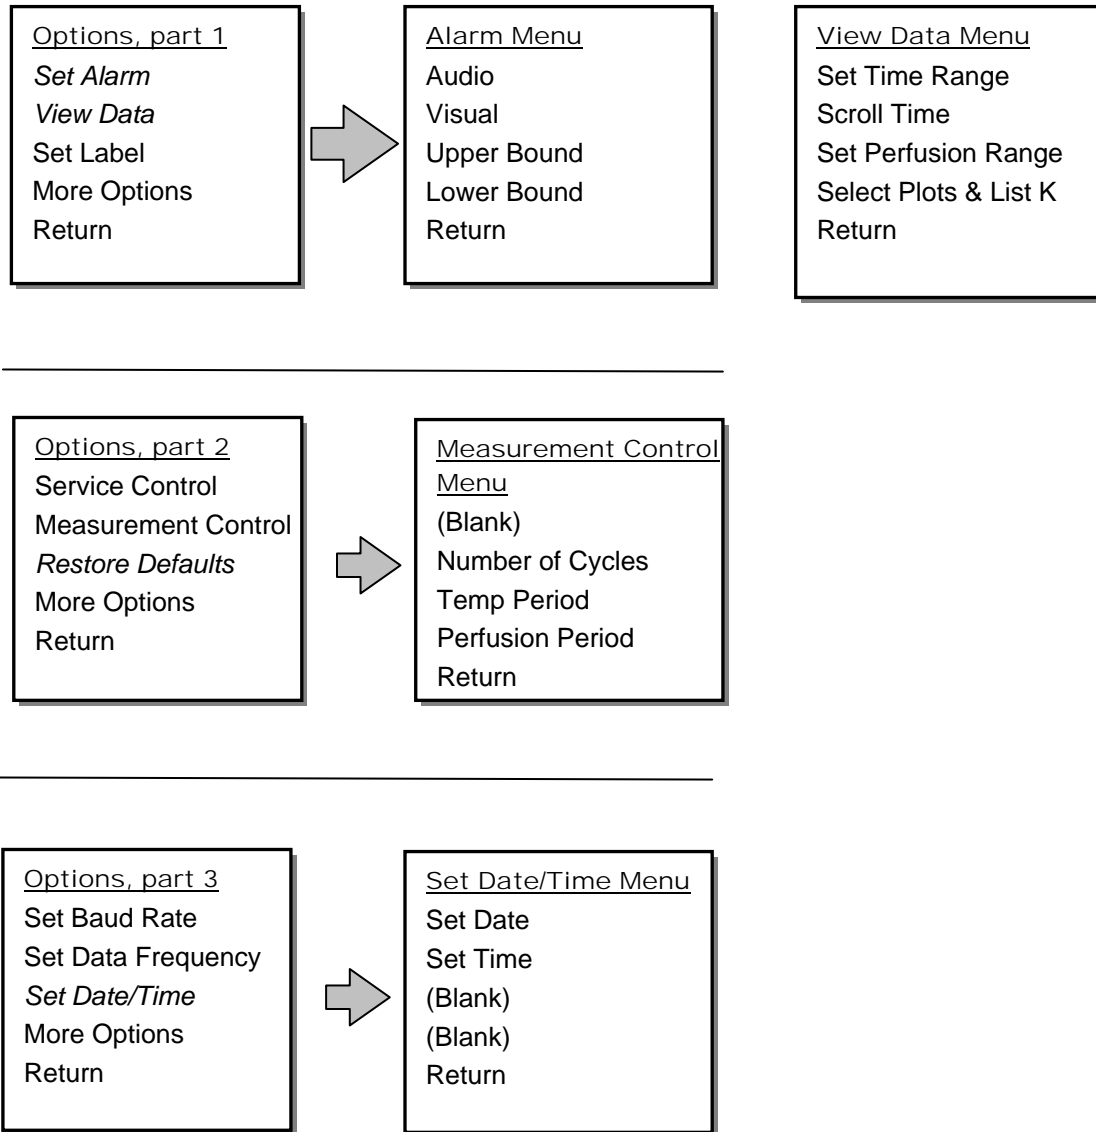 Options, part 1
Set Alarm
View Data
Set Label
More Options
Return
Alarm Menu
Audio
Visual
Upper Bound
Lower Bound
Return
View Data Menu
Set Time Range
Scroll Time
Set Perfusion Range
Select Plots & List K
Return
Options, part 2
Service Control
Measurement Control
Restore Defaults
More Options
Return
Measurement Control
Menu
(Blank)
Number of Cycles
Temp Period
Perfusion Period
Return
Options, part 3
Set Baud Rate
Set Data Frequency
Set Date/Time
More Options
Return
Set Date/Time Menu
Set Date
Set Time
(Blank)
(Blank)
Return